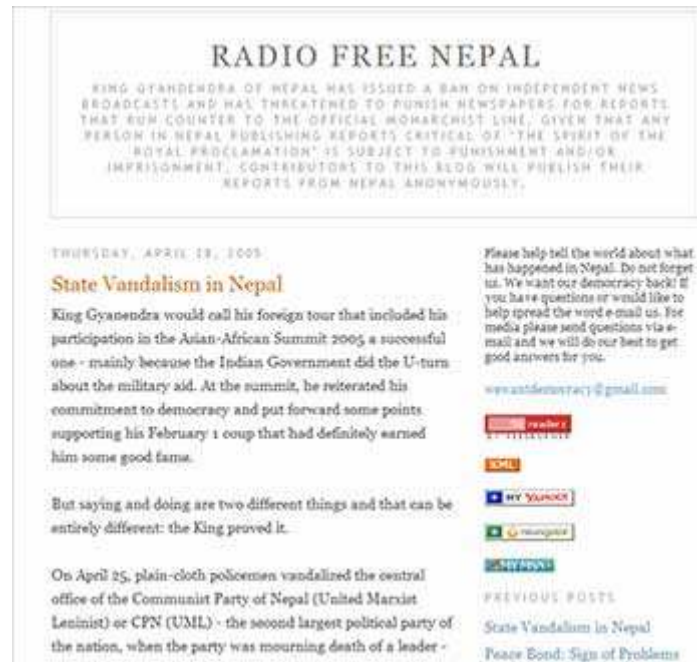 RADIO FREE NEPAL
KING GYANDENDRA OF NEPAL HAS ISSUED A BAN ON INDEPENDENT NEWS
BROADCASTS AND HAS THREATENED TO PUNISH NEWSPAPERS FOR REPORTS
THAT RUN COUNTER TO THE OFFICIAL MONARCHIST LINE. GIVEN THAT ANY
PERSON IN NEPAL PUBLISHING REPORTS CRITICAL OF "THE SPIRIT OF THE
ROYAL PROCLAMATION" IS SUBJECT TO PUNISHMENT AND/OR
IMPRISONMENT, CONTRIBUTORS TO THIS BLOG WILL PUBLISH THEIR
REPORTS FROM NEPAL ANONYMOUSLY.
THURSDAY, APRIL 28, 2005
State Vandalism in Nepal
King Gyanendra would call his foreign tour that included his
participation in the Asian-African Summit 2005 a successful
one - mainly because the Indian Government did the U-turn
about the military aid. At the summit, he reiterated his
commitment to democracy and put forward some points
supporting his February 1 coup that had definitely earned
him some good fame.
But saying and doing are two different things and that can be
entirely different: the King proved it.
On April 25, plain-cloth policemen vandalized the central
office of the Communist Party of Nepal (United Marxist
Leninist) or CPN (UML) - the second largest political party of
the nation, when the party was mourning death of a leader -
Please help tell the world about what
has happened in Nepal. Do not forget
us. We want our democracy back! If
you have questions or would like to
help spread the word e-mail us. For
media please send questions via e-
mail and we will do our best to get
good answers for you.
wewantdemocracy@gmail.com
readers
XML
MY YAHOO!
newsgator
MY MSN
PREVIOUS POSTS
State Vandalism in Nepal
Peace Bond: Sign of Problems